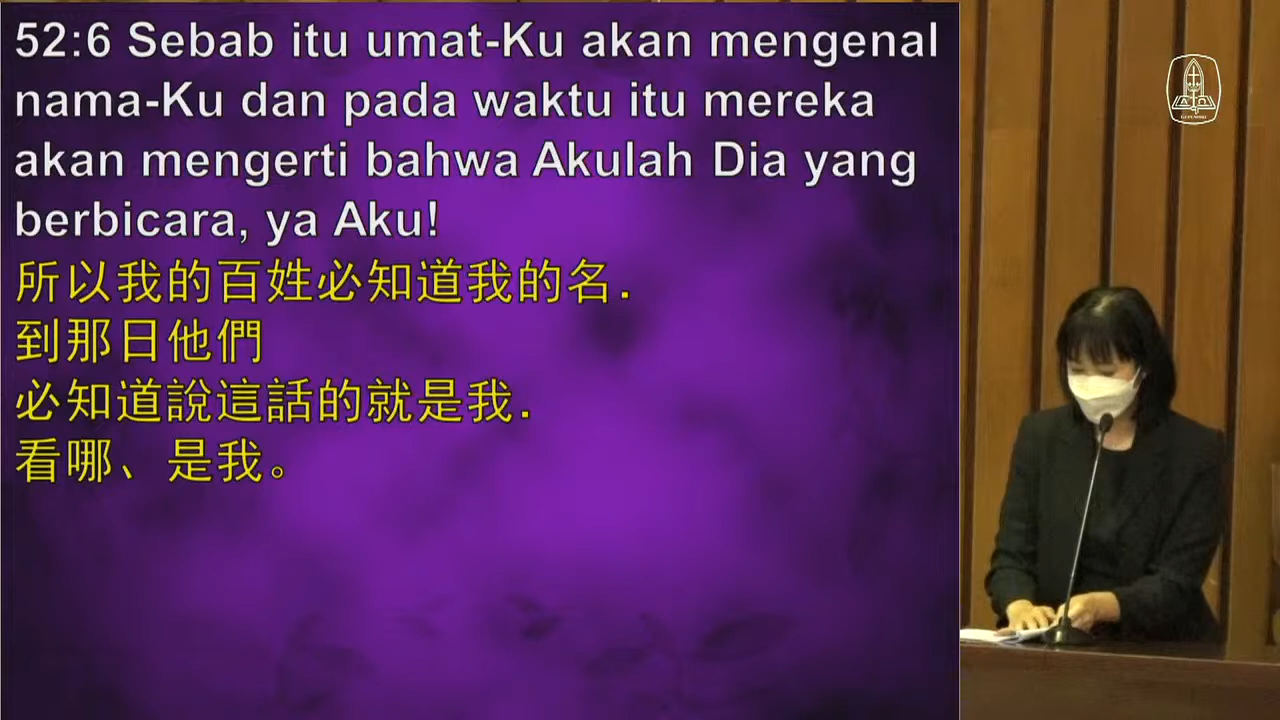 52:6 Sebab itu umat-Ku akan mengenal
nama-Ku dan pada waktu itu mereka
akan mengerti bahwa Akulah Dia yang
berbicara, ya Aku!
所以我的百姓必知道我的名．
到那日他們
必知道說這話的就是我．
看哪、是我。